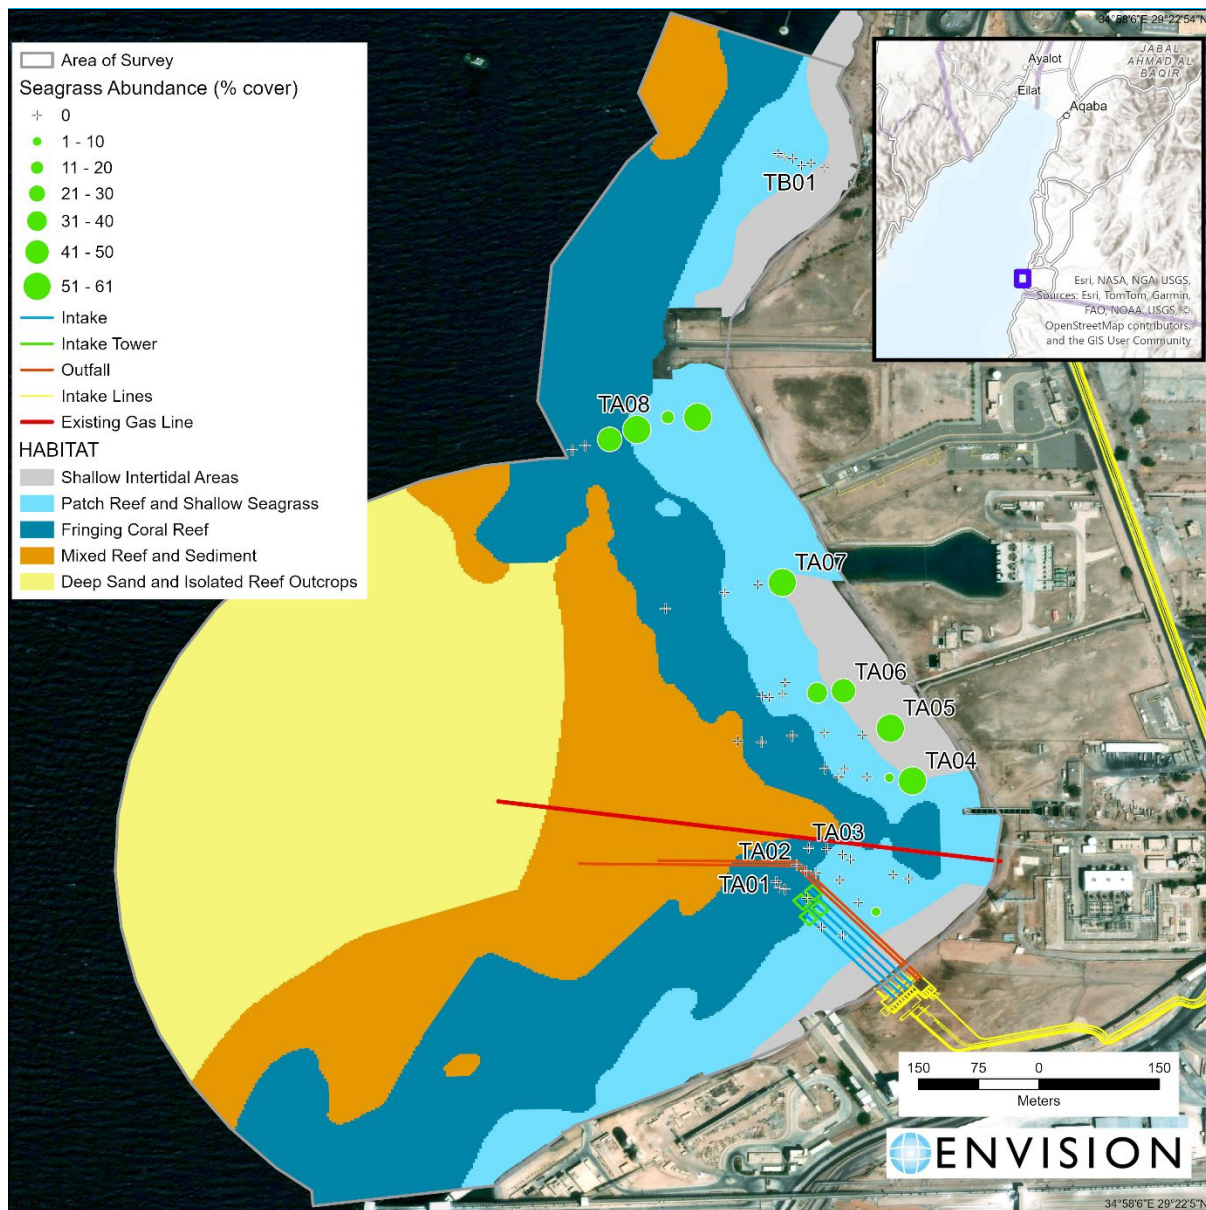 34°58'6"E 29°22'54"N
Area of Survey
Seagrass Abundance (% cover)
0
1 - 10
11 - 20
21 - 30
31 - 40
41 - 50
51 - 61
Intake
Intake Tower
Outfall
Intake Lines
Existing Gas Line
HABITAT
Shallow Intertidal Areas
Patch Reef and Shallow Seagrass
Fringing Coral Reef
Mixed Reef and Sediment
Deep Sand and Isolated Reef Outcrops
JABAL
AHMAD AL
BAQIR
Ayalot
Eilat
Aqaba
Esri, NASA, NGA, USGS,
Sources: Esri, TomTom, Garmin,
FAO, NOAA, USGS, ©
OpenStreetMap contributors,
and the GIS User Community
TB01
TA08
TA07
TA06
TA05
TA04
TA03
TA02
TA01
150 75 0 150
Meters
ENVISION
34°58'6"E 29°22'5"N